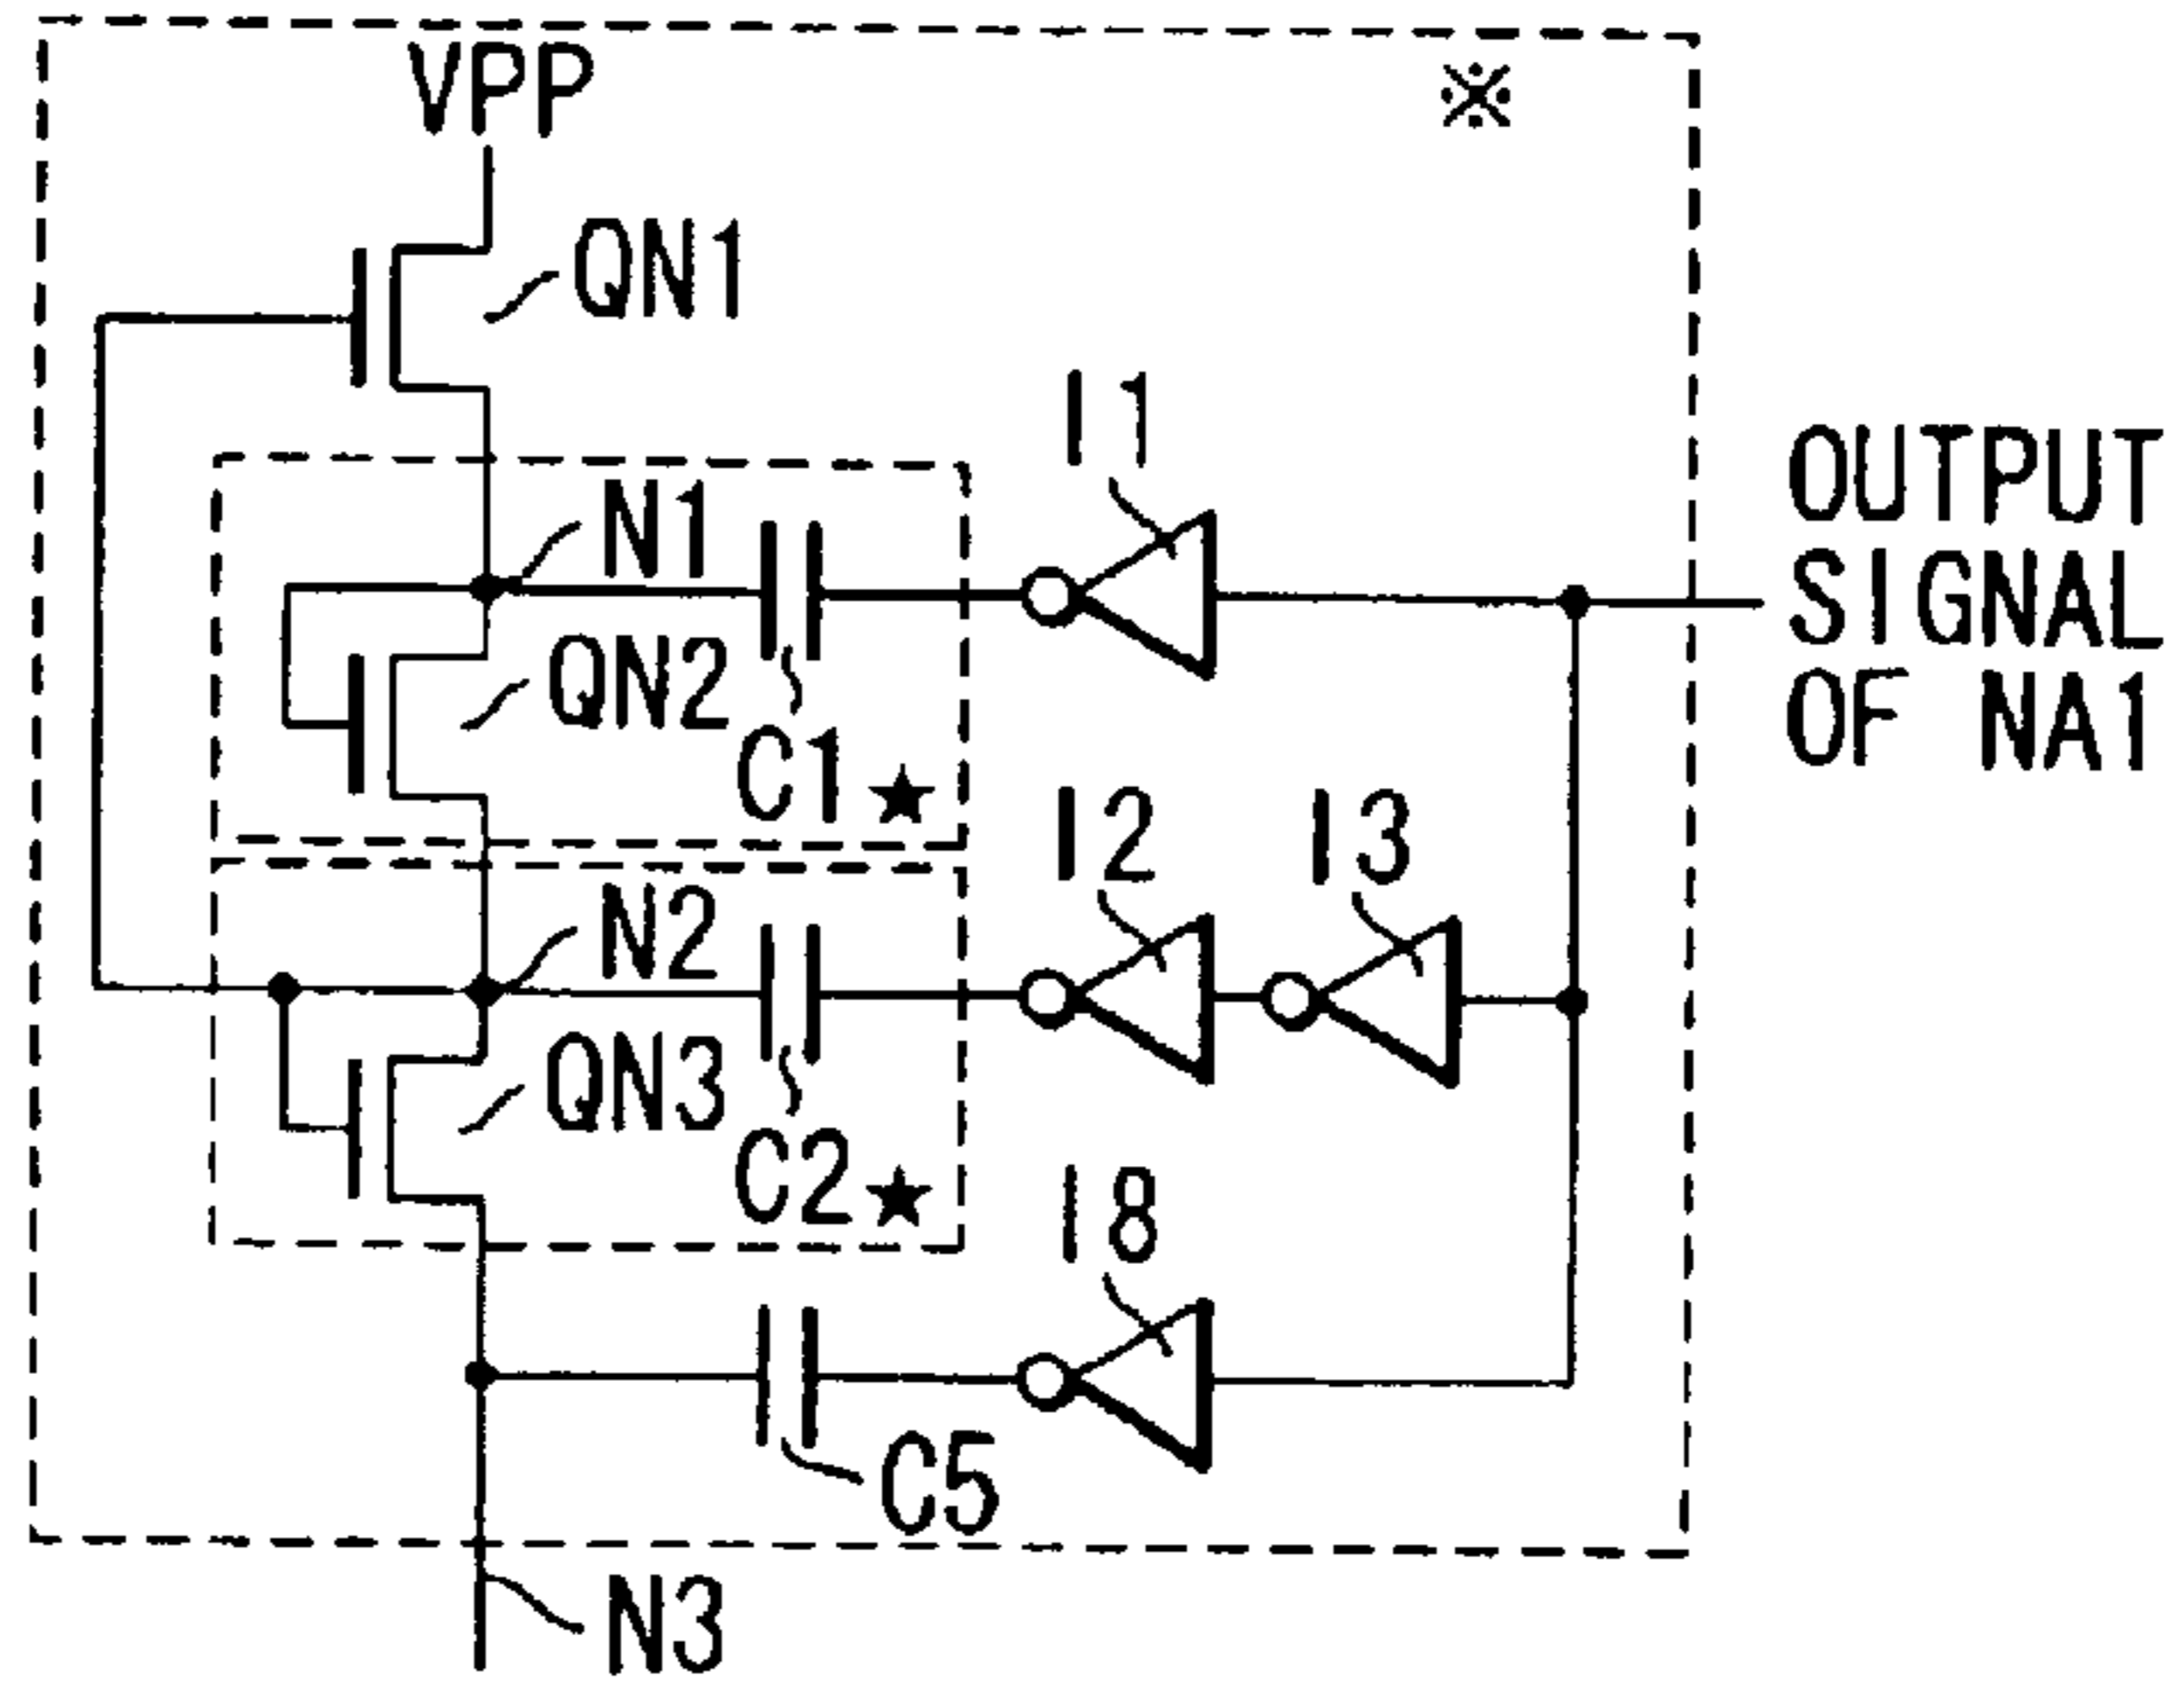 VPP
※
QN1
I1
N1
QN2
C1★
OUTPUT
SIGNAL
OF NA1
I2
I3
N2
QN3
C2★
I8
C5
N3